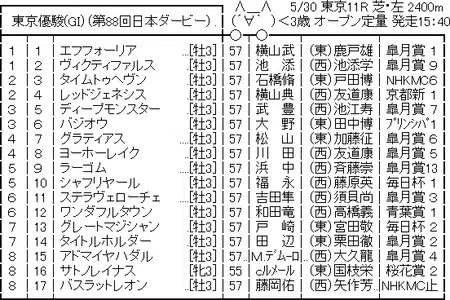 東京優駿(GI) (第88回日本ダービー) ∧__∧ 5/30 東京11R 芝・左 2400m
(´∀`)<3歳 オープン定量 発走15:40
1 1 エフフォーリア …[牡3] 57 横山武 (東)鹿戸雄 皐月賞 1
1 2 ヴィクティファルス …[牡3] 57 池 添 (西)池添学 皐月賞 9
2 3 タイムトゥヘヴン …[牡3] 57 石橋脩 (東)戸田博 NHKMC6
2 4 レッドジェネシス …[牡3] 57 横山典 (西)友道康 京都新 1
3 5 ディープモンスター …[牡3] 57 武 豊 (西)池江寿 皐月賞 7
3 6 バジオウ …[牡3] 57 大 野 (東)田中博 プリンシパ 1
4 7 グラティアス …[牡3] 57 松 山 (東)加藤征 皐月賞 6
4 8 ヨーホーレイク …[牡3] 57 川 田 (西)友道康 皐月賞 5
5 9 ラーゴム …[牡3] 57 浜 中 (西)斉藤崇 皐月賞13
5 10 シャフリヤール …[牡3] 57 福 永 (西)藤原英 毎日杯 1
6 11 ステラヴェローチェ …[牡3] 57 吉田隼 (西)須貝尚 皐月賞 3
6 12 ワンダフルタウン …[牡3] 57 和田竜 (西)高橋義 青葉賞 1
7 13 グレートマジシャン …[牡3] 57 戸 崎 (東)宮田敬 毎日杯 2
7 14 タイトルホルダー …[牡3] 57 田 辺 (東)栗田徹 皐月賞 2
8 15 アドマイヤハダル …[牡3] 57 M.デムーロ (西)大久龍 皐月賞 4
8 16 サトノレイナス …[牝3] 55 ルメール (東)国枝栄 桜花賞 2
8 17 バスラットレオン …[牡3] 57 藤岡佑 (西)矢作芳… NHKMC止